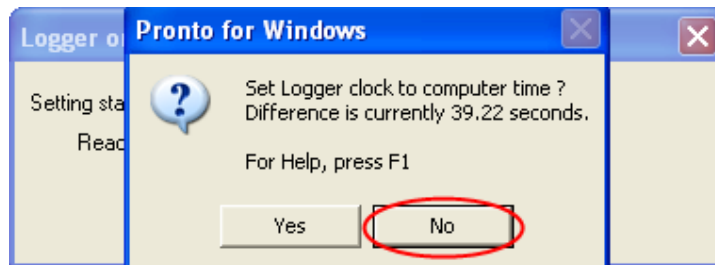 Logger o
Pronto for Windows
Setting sta
Read
Set Logger clock to computer time ?
Difference is currently 39.22 seconds.
For Help, press F1
Yes
No